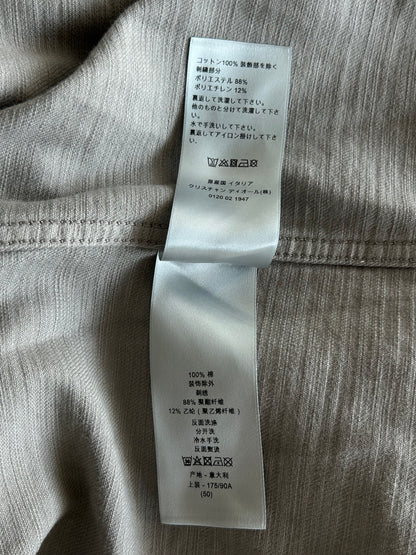 コットン100% 装飾部を除く
刺繍部分
ポリエステル 88%
ポリエチレン 12%
裏返して洗濯して下さい。
他のものと分けて洗濯して下さい。
水で手洗いして下さい。
裏返してアイロン掛けして下さい。
原産国 イタリア
クリスチャン ディオール(株)
0120 02 1947
100% 棉
装饰除外
刺绣
88% 聚酯纤维
12% 乙纶（聚乙烯纤维）
反面洗涤
分开洗
冷水手洗
反面熨烫
产地 - 意大利
上装 - 175/90A
(50)